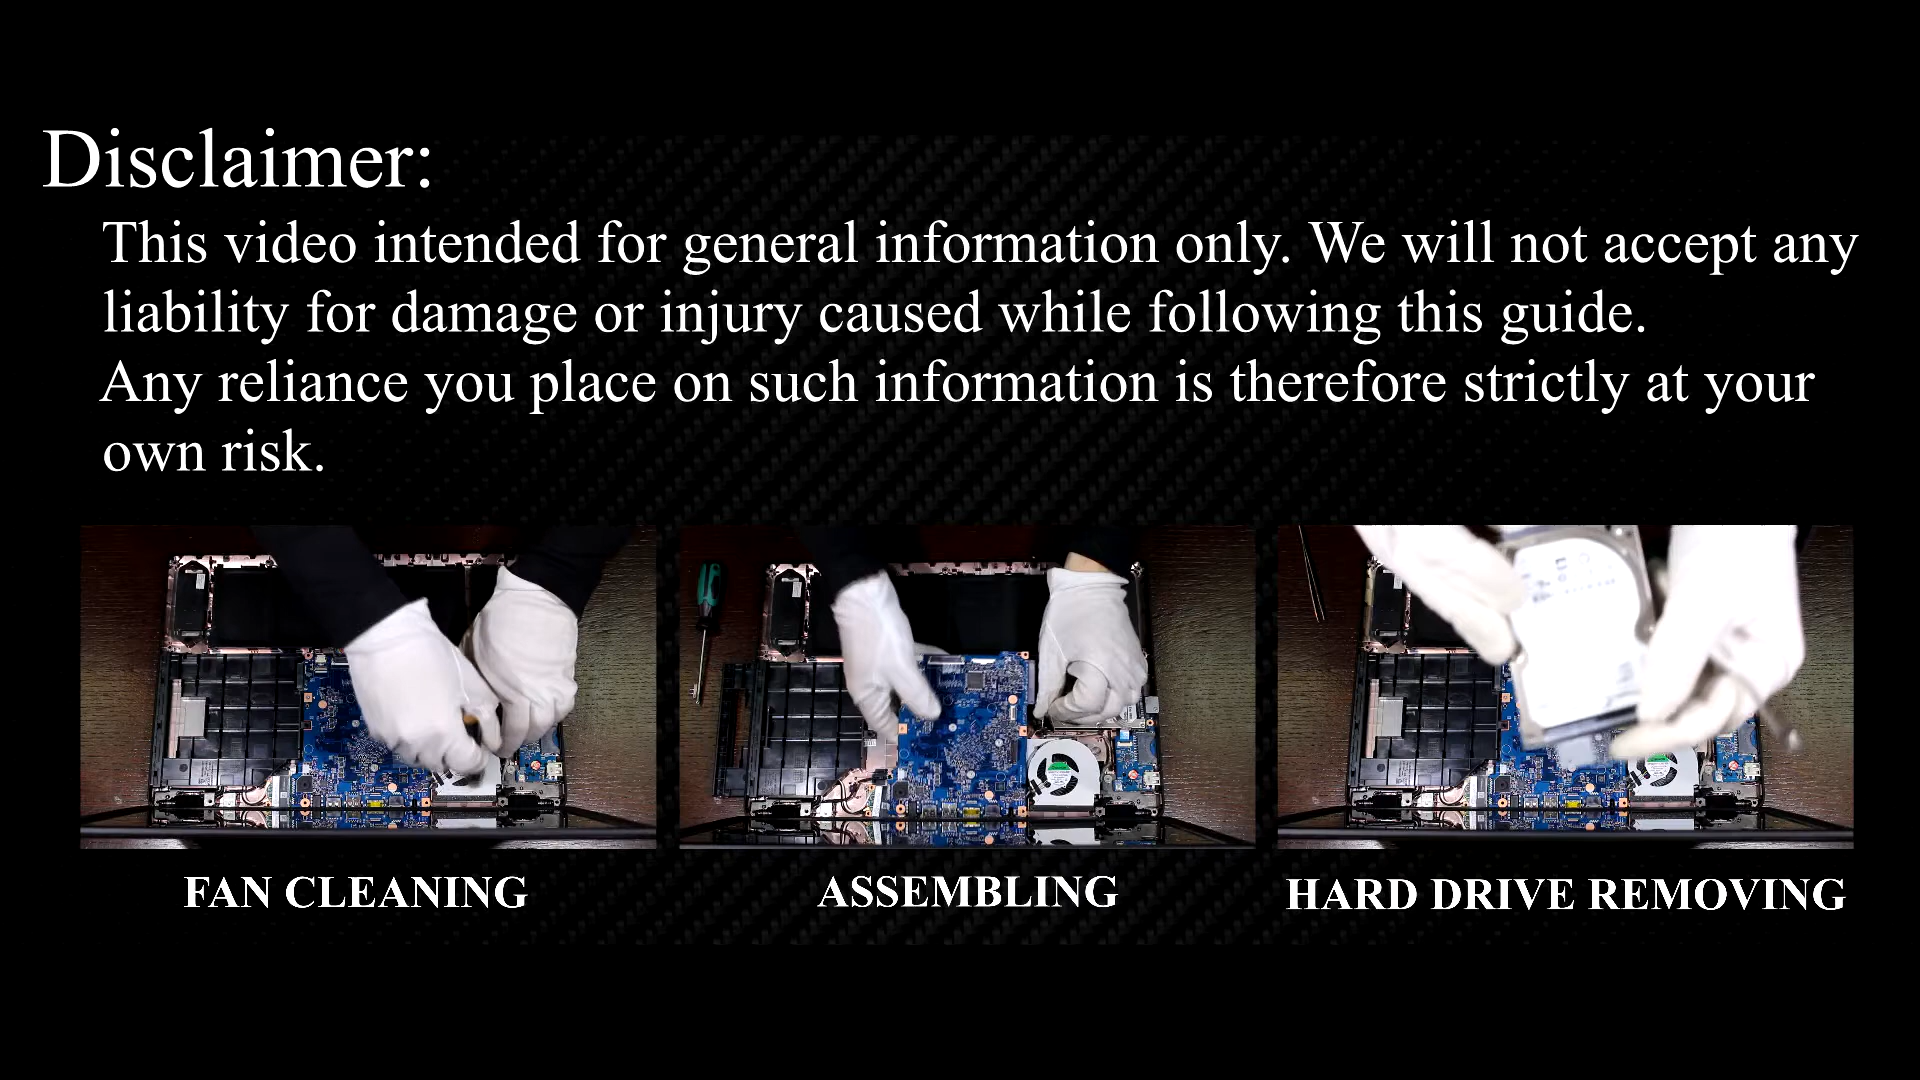 Disclaimer:
This video intended for general information only. We will not accept any
liability for damage or injury caused while following this guide.
Any reliance you place on such information is therefore strictly at your
own risk.
FAN CLEANING
ASSEMBLING
HARD DRIVE REMOVING